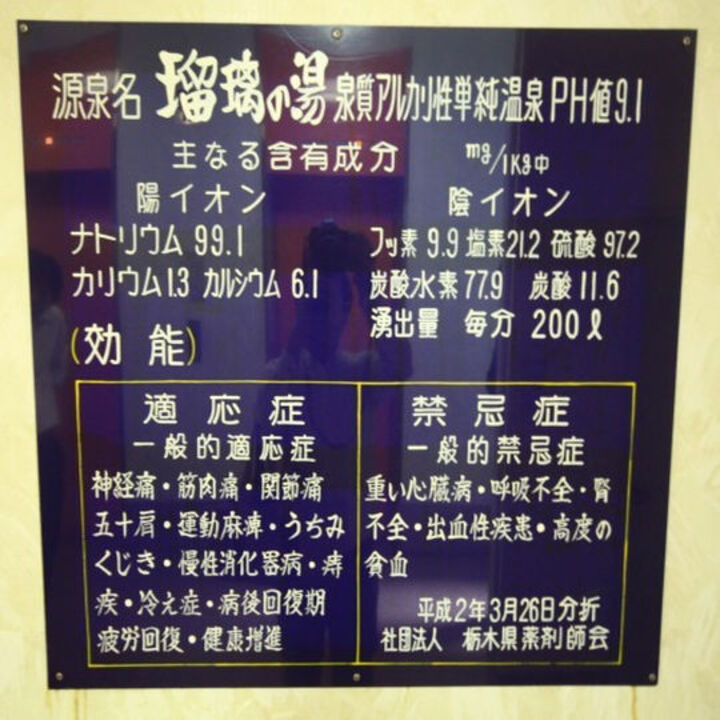 源泉名 瑠璃の湯 泉質アルカリ性単純温泉 PH値9.1
主なる含有成分 mg/1Kg中
陽イオン 陰イオン
ナトリウム 99.1 フッ素 9.9 塩素21.2 硫酸 97.2
カリウム1.3 カルシウム 6.1 炭酸水素 77.9 炭酸 11.6
湧出量 毎分 200ℓ
(効能)
適応症
一般的適応症
神経痛・筋肉痛・関節痛
五十肩・運動麻痺・うちみ
くじき・慢性消化器病・痔
疾・冷え症・病後回復期
疲労回復・健康増進
禁忌症
一般的禁忌症
重い心臓病・呼吸不全・腎
不全・出血性疾患・高度の
貧血
平成2年3月26日分折
社団法人 栃木県薬剤師会